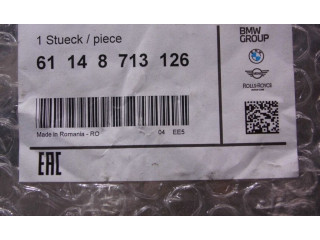 1 Stueck / piece
BMW
GROUP
61 14 8 713 126
ROLLS-ROYCE
Made in Romania - RO
04 EE5
EAC